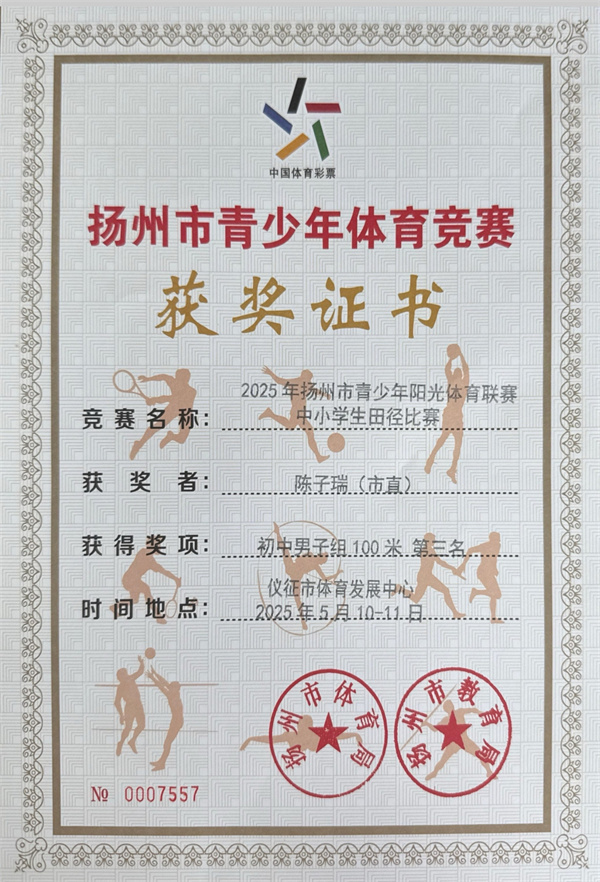 中国体育彩票
扬州市青少年体育竞赛
获奖证书
2025年扬州市青少年阳光体育联赛
竞赛名称：中小学生田径比赛
获奖者：陈子瑞（市直）
获得奖项：初中男子组100米 第三名
仪征市体育发展中心
时间地点：2025年5月10-11日
扬州市体育局
扬州市教育局
№ 0007557